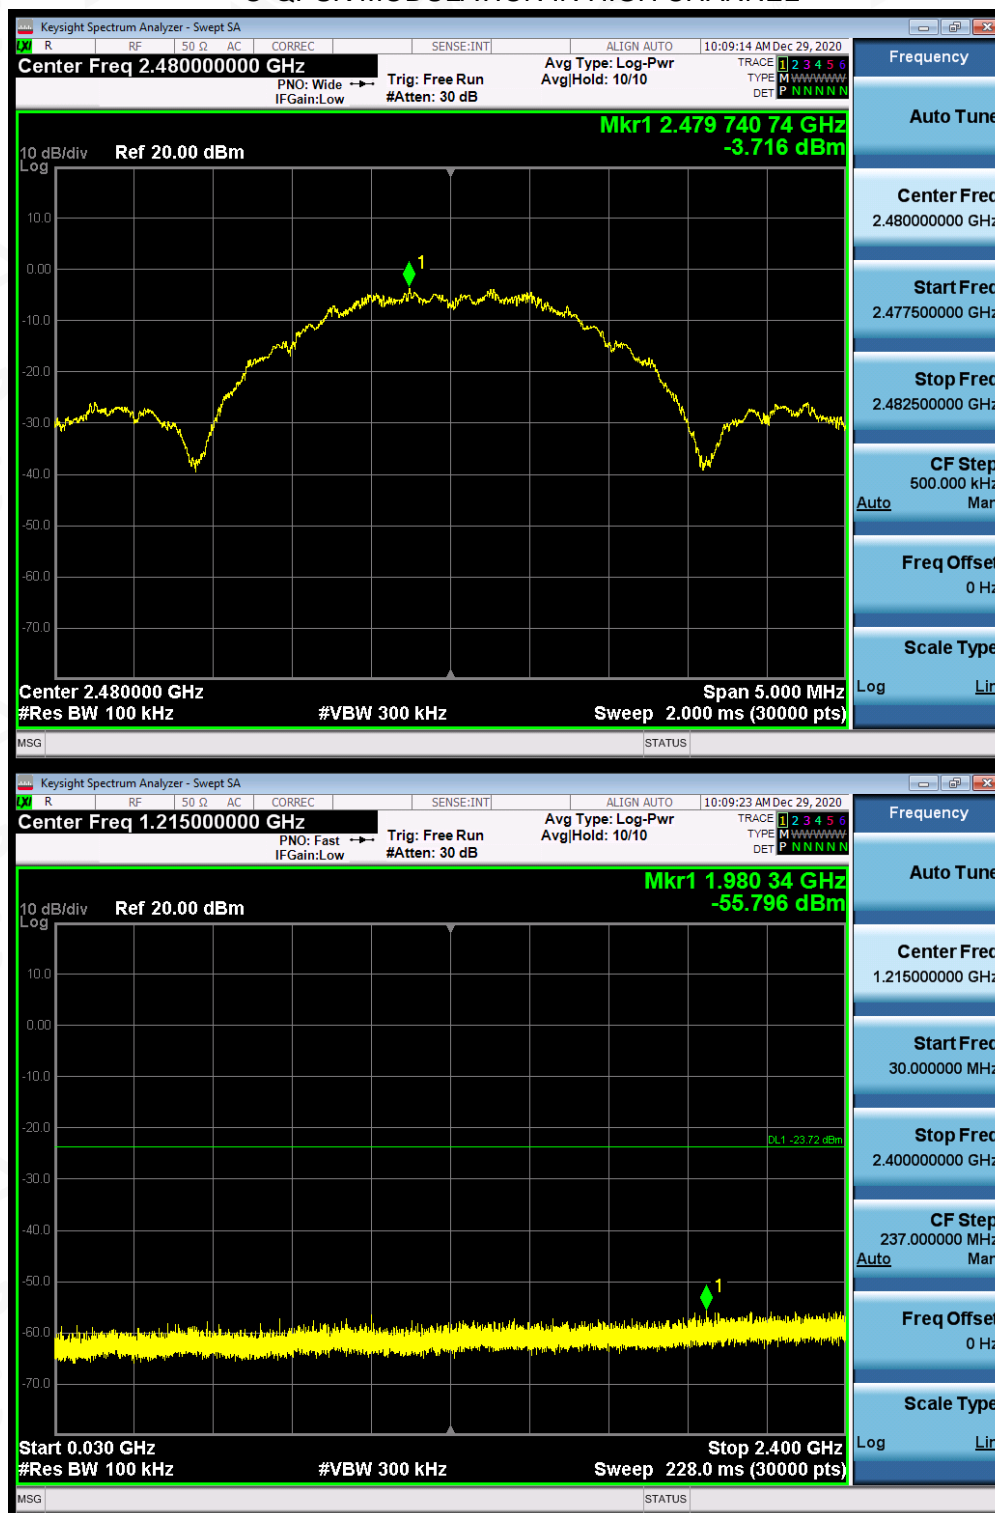 Keysight Spectrum Analyzer - Swept SA
LXI R RF 50 Ω AC CORREC SENSE:INT ALIGN AUTO 10:09:14 AM Dec 29, 2020
Center Freq 2.480000000 GHz
PNO: Wide
IFGain:Low
Trig: Free Run
#Atten: 30 dB
Avg Type: Log-Pwr
Avg|Hold: 10/10
TRACE 1 2 3 4 5 6
TYPE M WWWWW
DET P N N N N N
Mkr1 2.479 740 74 GHz
-3.716 dBm
10 dB/div Ref 20.00 dBm
Log
10.0
0.00
1
-10.0
-20.0
-30.0
-40.0
-50.0
-60.0
-70.0
Center 2.480000 GHz Span 5.000 MHz
#Res BW 100 kHz #VBW 300 kHz Sweep 2.000 ms (30000 pts)
MSG STATUS
Frequency
Auto Tune
Center Freq
2.480000000 GHz
Start Freq
2.477500000 GHz
Stop Freq
2.482500000 GHz
CF Step
500.000 kHz
Auto Man
Freq Offset
0 Hz
Scale Type
Log Lin
Keysight Spectrum Analyzer - Swept SA
LXI R RF 50 Ω AC CORREC SENSE:INT ALIGN AUTO 10:09:23 AM Dec 29, 2020
Center Freq 1.215000000 GHz
PNO: Fast
IFGain:Low
Trig: Free Run
#Atten: 30 dB
Avg Type: Log-Pwr
Avg|Hold: 10/10
TRACE 1 2 3 4 5 6
TYPE M WWWWW
DET P N N N N N
Mkr1 1.980 34 GHz
-55.796 dBm
10 dB/div Ref 20.00 dBm
Log
10.0
0.00
-10.0
-20.0
DL1 -23.72 dBm
-30.0
-40.0
-50.0
1
-60.0
-70.0
Start 0.030 GHz Stop 2.400 GHz
#Res BW 100 kHz #VBW 300 kHz Sweep 228.0 ms (30000 pts)
MSG STATUS
Frequency
Auto Tune
Center Freq
1.215000000 GHz
Start Freq
30.000000 MHz
Stop Freq
2.400000000 GHz
CF Step
237.000000 MHz
Auto Man
Freq Offset
0 Hz
Scale Type
Log Lin